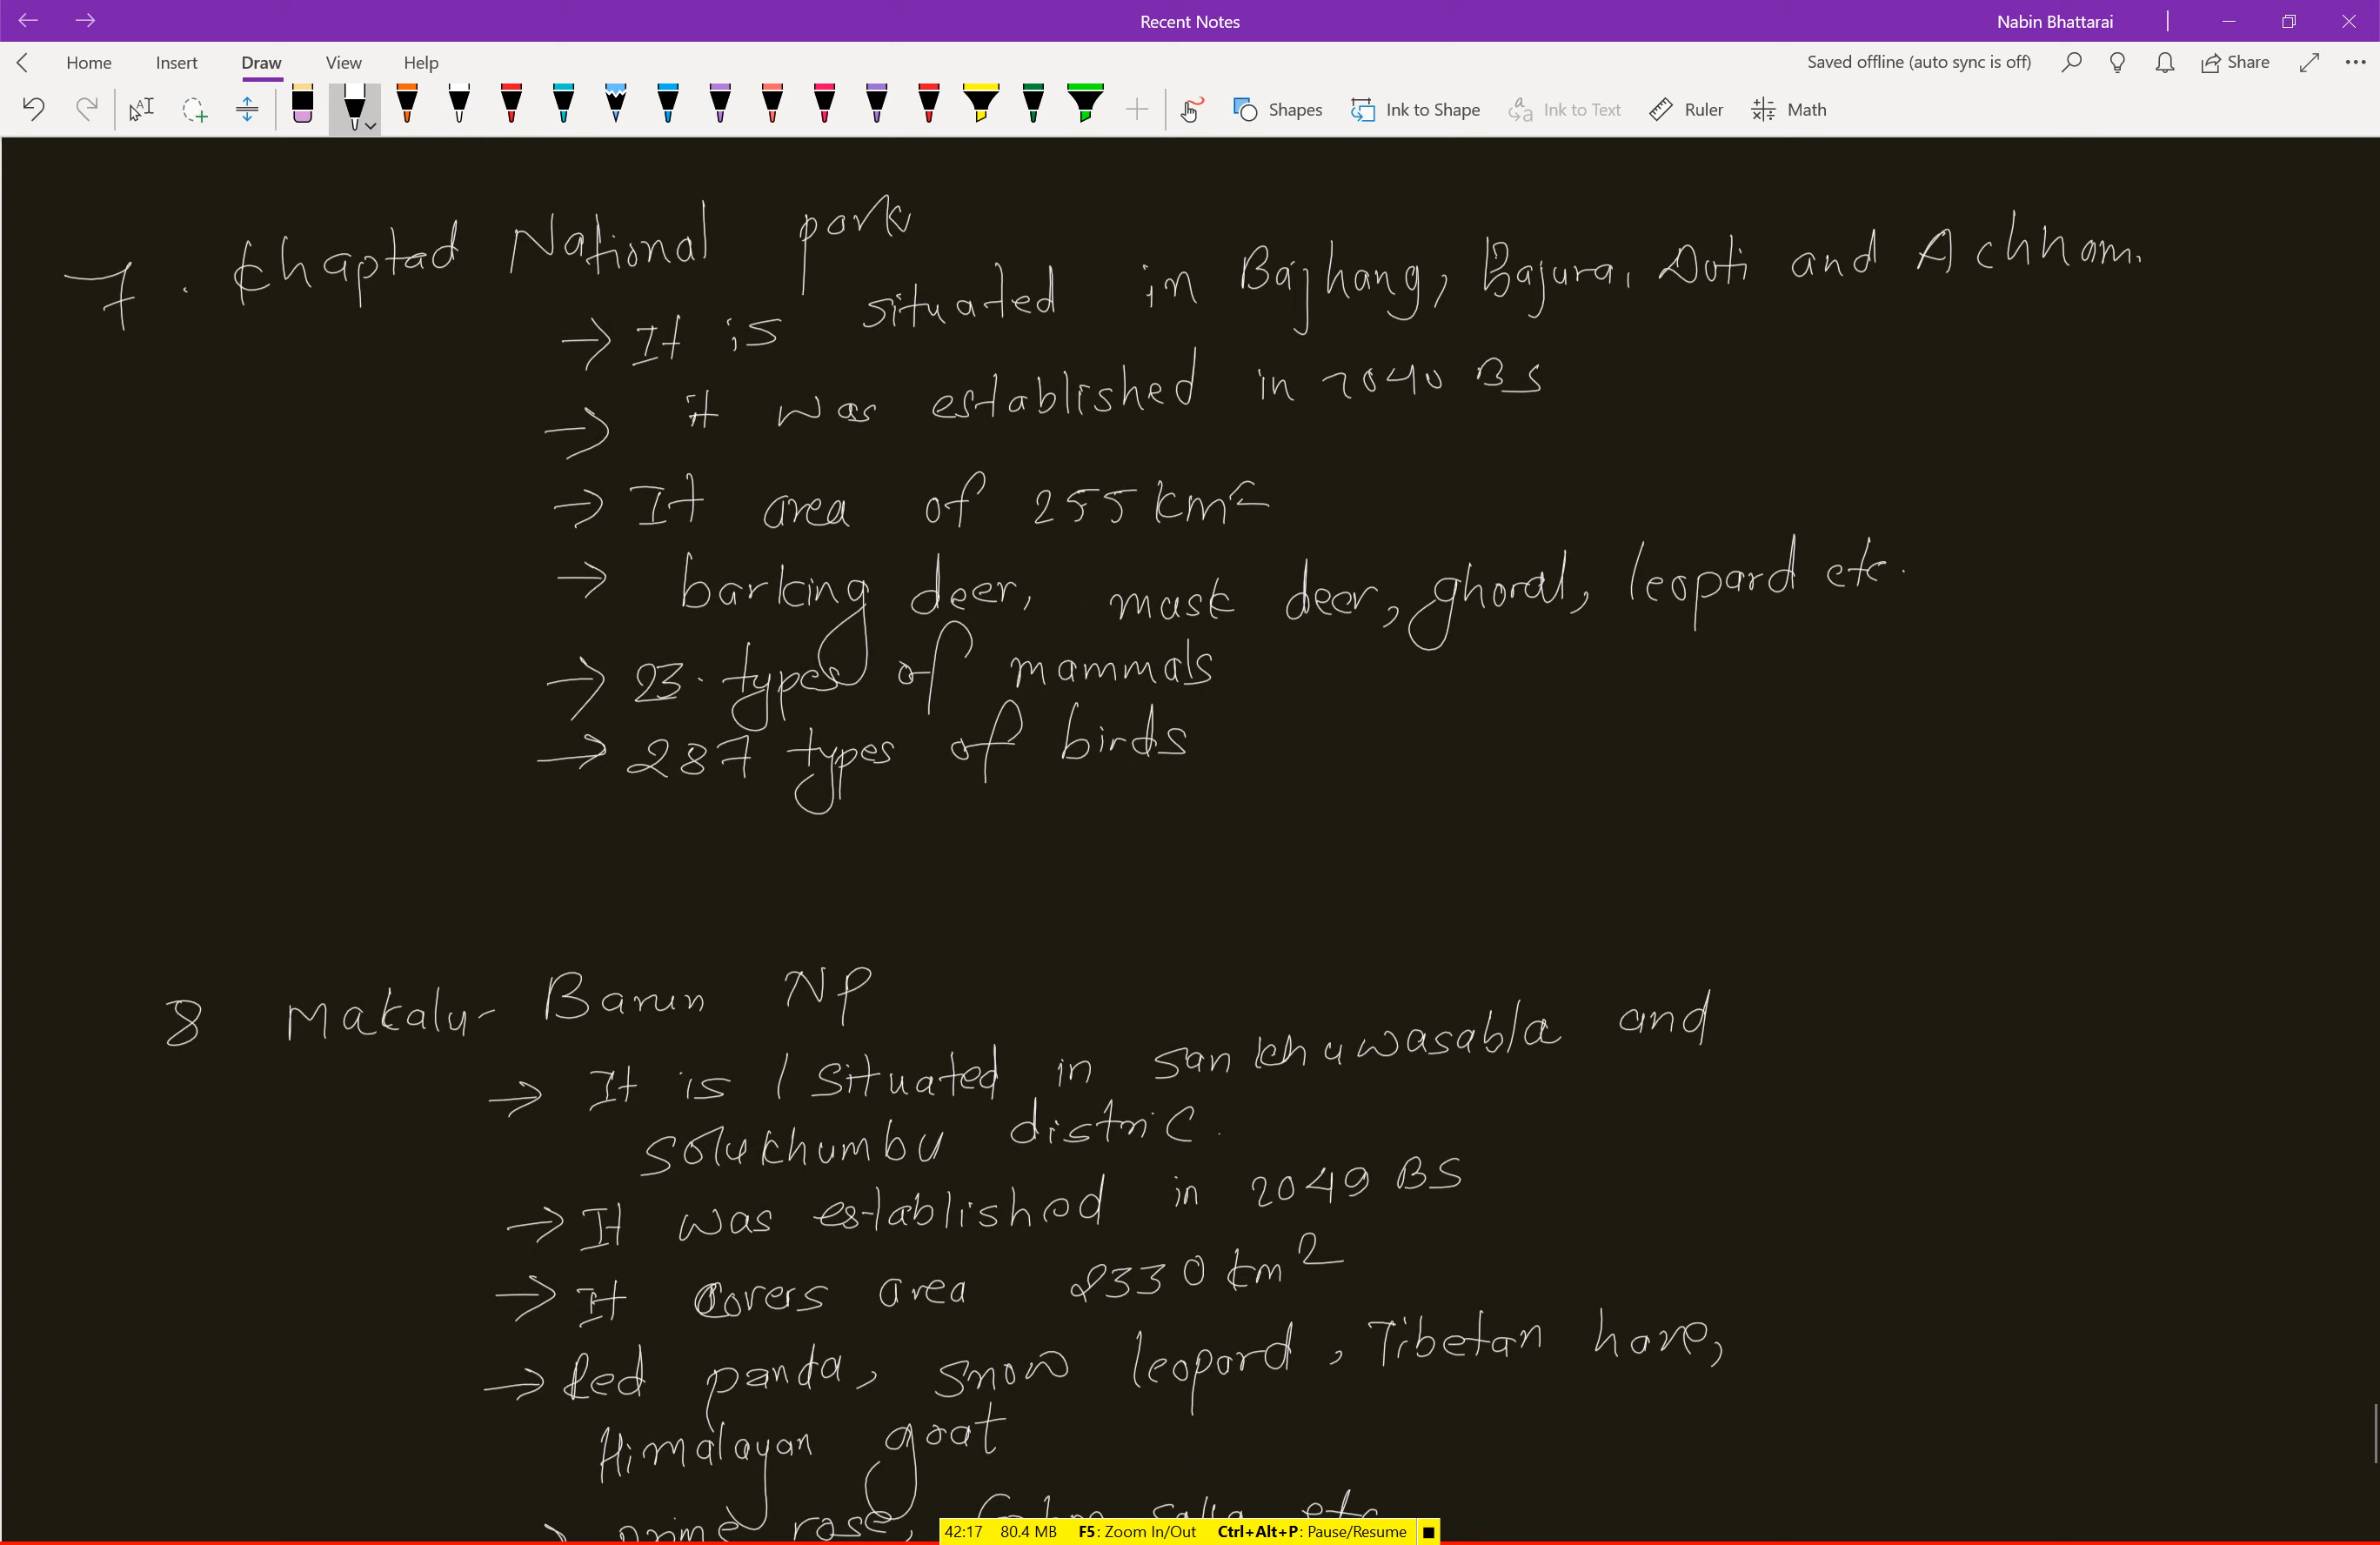 Recent Notes
Nabin Bhattarai
Home Insert Draw View Help
Saved offline (auto sync is off)
Share
Shapes
Ink to Shape
Ink to Text
Ruler
Math
7. Khaptad National park
→ It is situated in Bajhang, Bajura, Doti and Achham.
→ it was established in 2040 BS
→ It area of 255 km²
→ barking deer, musk deer, ghoral, leopard etc.
→ 23 types of mammals
→ 287 types of birds
8 Makalu- Barun NP
→ It is situated in sankhuwasabla and
solukhumbu distric.
→ It was established in 2049 BS
→ It covers area 2330 km²
→ Red panda, snow leopard, Tibetan hare,
Himalayan goat
→ prime rose, salla etc
42:17 80.4 MB F5: Zoom In/Out Ctrl+Alt+P: Pause/Resume